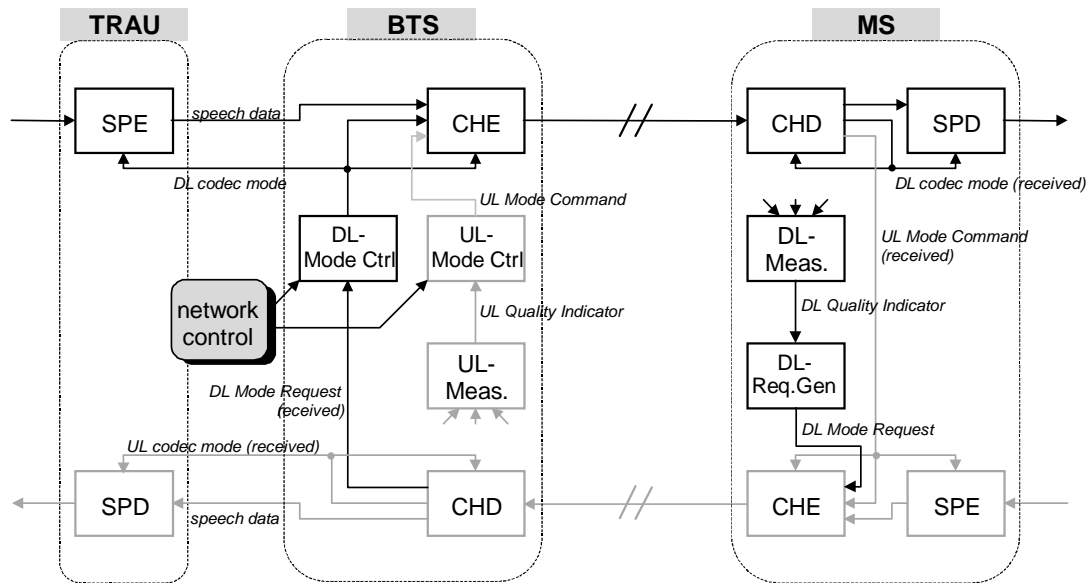 TRAU
BTS
MS
SPE
speech data
CHE
CHD
SPD
DL codec mode
DL codec mode (received)
UL Mode Command
DL-
Mode Ctrl
UL-
Mode Ctrl
DL-
Meas.
UL Mode Command
(received)
network
control
UL Quality Indicator
DL Quality Indicator
UL-
Meas.
DL-
Req.Gen
DL Mode Request
(received)
DL Mode Request
UL codec mode (received)
SPD
speech data
CHD
CHE
SPE